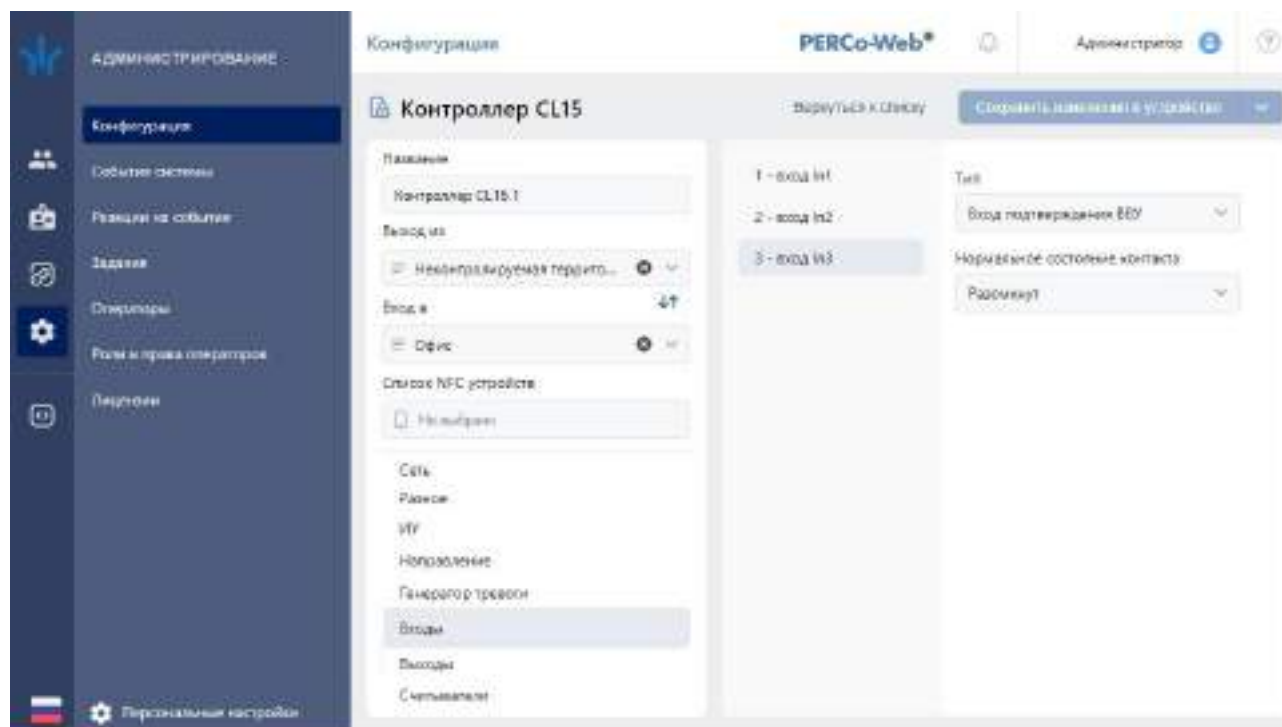 АДМИНИСТРИРОВАНИЕ
Конфигурация
События системы
Реакции на события
Задания
Операторы
Роли и права операторов
Лицензии
Персональные настройки
Конфигурация
PERCo-Web®
Администратор
?
Контроллер CL15
Вернуться к списку
Сохранить изменения в устройство
Название
Контроллер CL15.1
Выход из
Неконтролируемая террито...
Вход в
Офис
Список NFC устройств
Не выбрано
Сеть
Разное
ИУ
Направление
Генератор тревоги
Входы
Выходы
Считыватели
1 - вход In1
2 - вход In2
3 - вход In3
Тип
Вход подтверждения ВВУ
Нормальное состояние контакта
Разомкнут